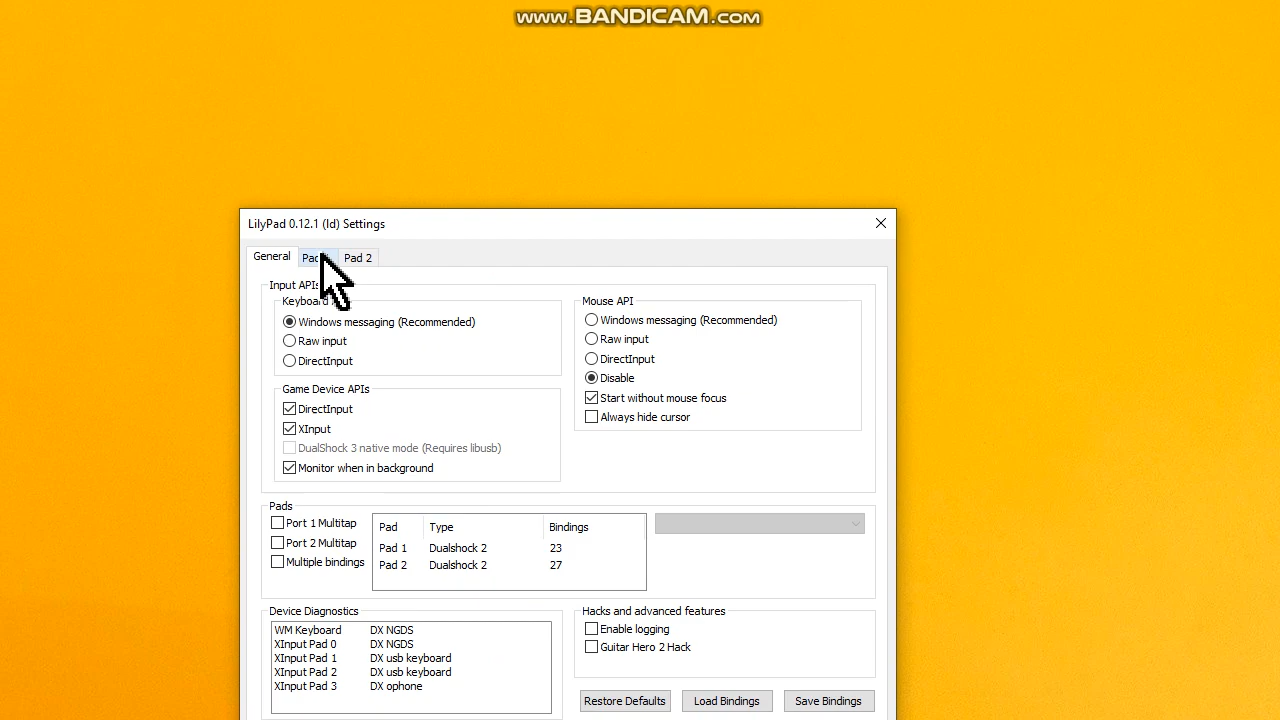 www.BANDICAM.com
LilyPad 0.12.1 (ld) Settings
General Pad Pad 2
Input APIs
Keyboard
Windows messaging (Recommended)
Raw input
DirectInput
Mouse API
Windows messaging (Recommended)
Raw input
DirectInput
Disable
Start without mouse focus
Always hide cursor
Game Device APIs
DirectInput
XInput
DualShock 3 native mode (Requires libusb)
Monitor when in background
Pads
Port 1 Multitap
Port 2 Multitap
Multiple bindings
Pad Type Bindings
Pad 1 Dualshock 2 23
Pad 2 Dualshock 2 27
Device Diagnostics
WM Keyboard DX NGDS
XInput Pad 0 DX NGDS
XInput Pad 1 DX usb keyboard
XInput Pad 2 DX usb keyboard
XInput Pad 3 DX ophone
Hacks and advanced features
Enable logging
Guitar Hero 2 Hack
Restore Defaults Load Bindings Save Bindings